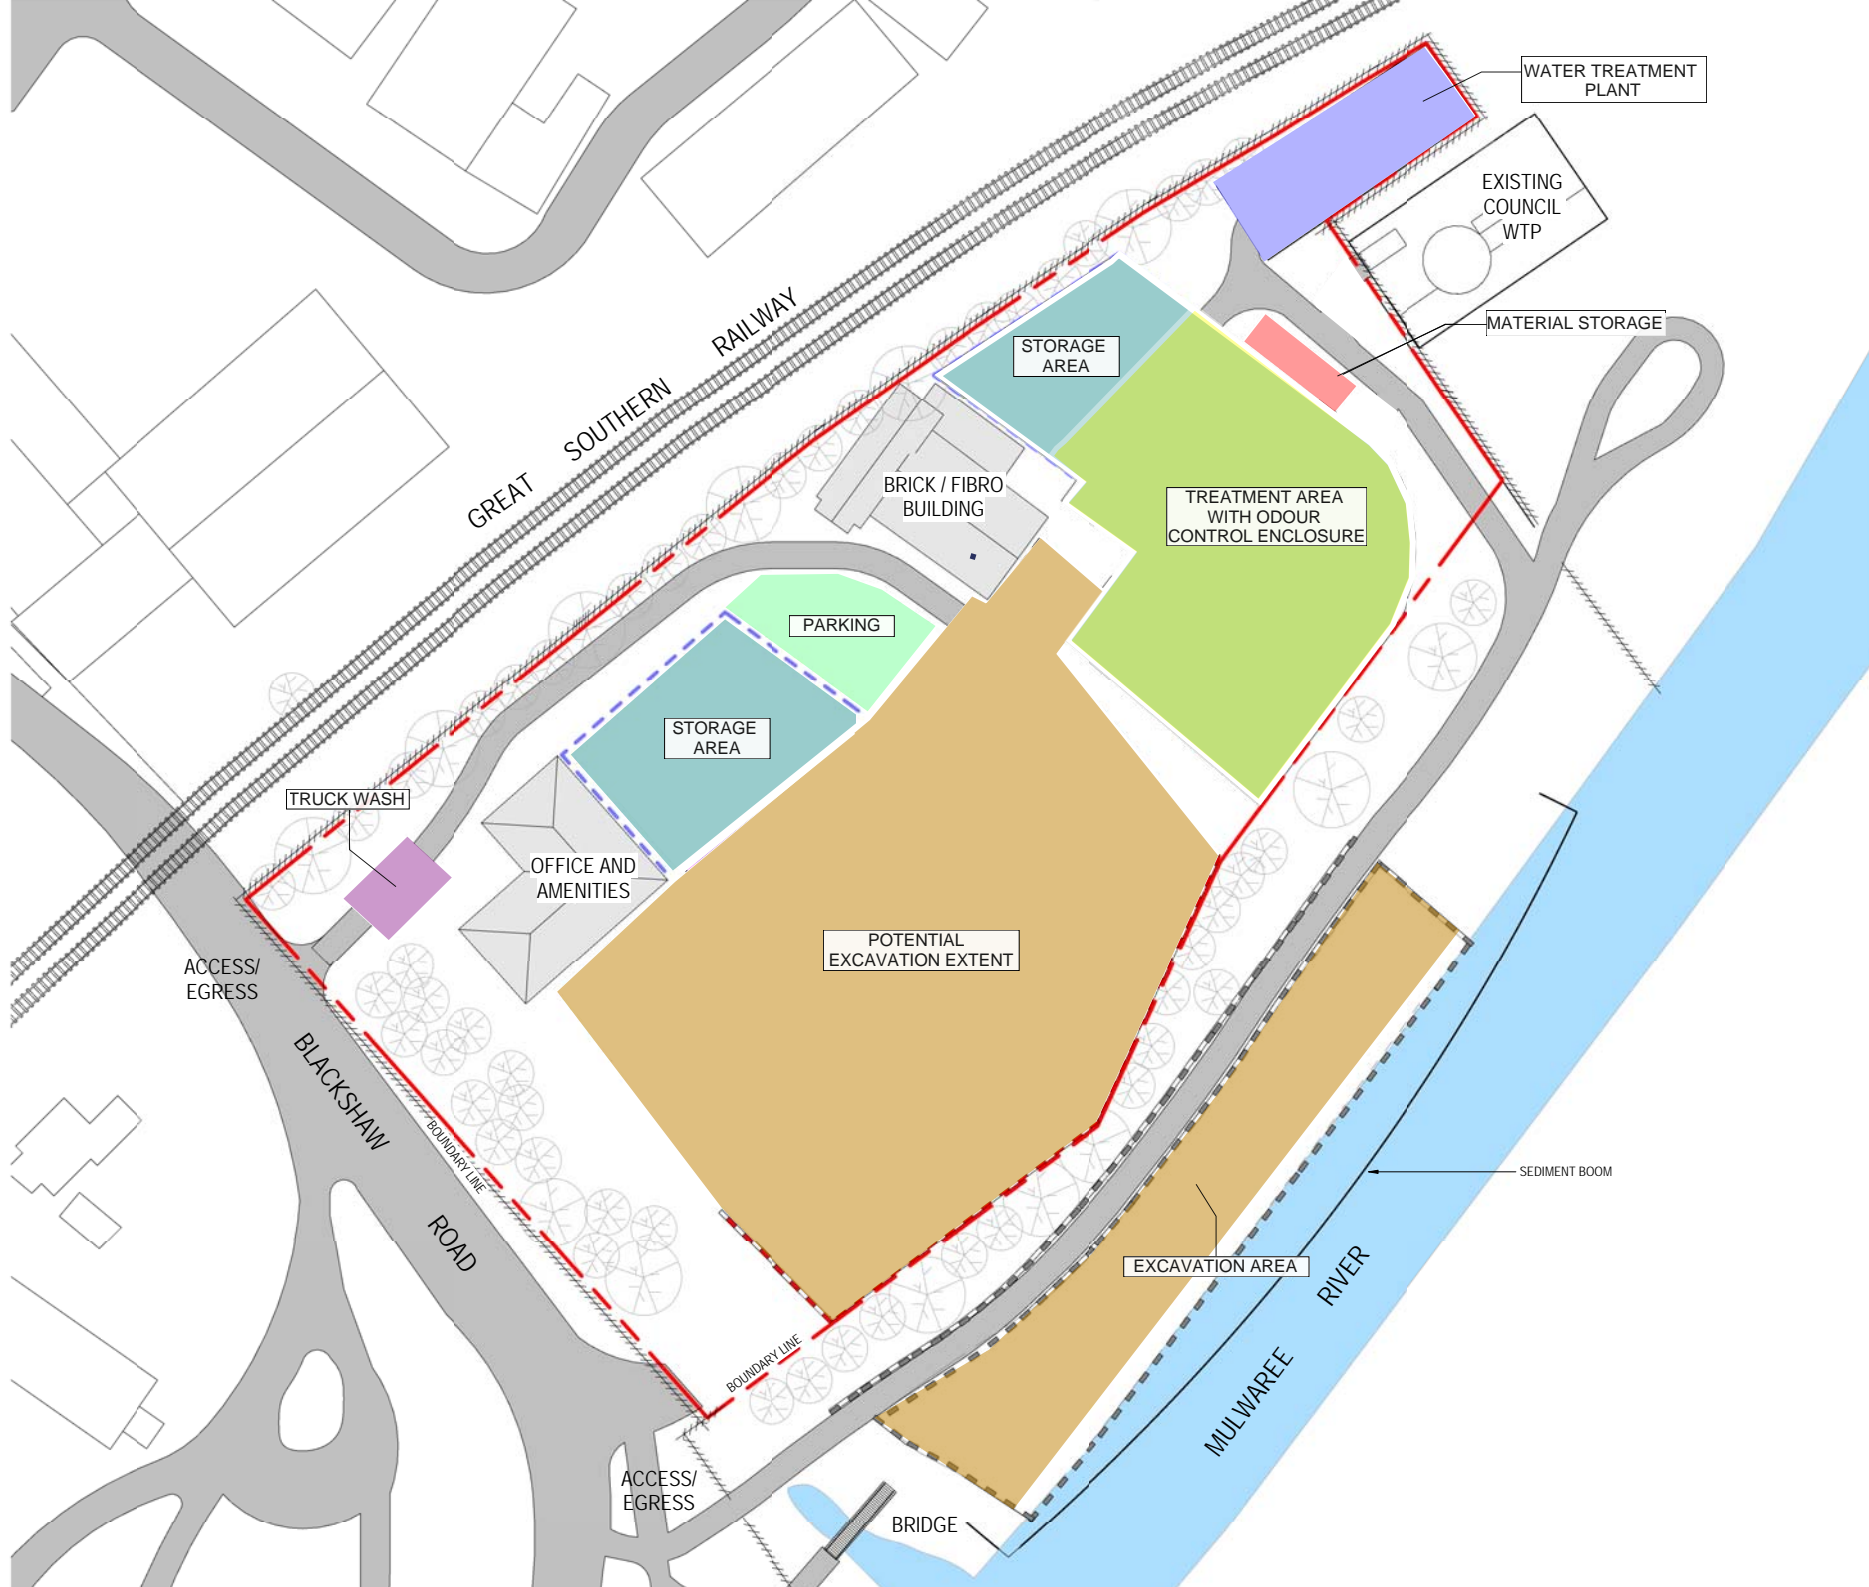 WATER TREATMENT
PLANT
EXISTING
COUNCIL
WTP
MATERIAL STORAGE
GREAT SOUTHERN RAILWAY
STORAGE
AREA
BRICK / FIBRO
BUILDING
TREATMENT AREA
WITH ODOUR
CONTROL ENCLOSURE
PARKING
STORAGE
AREA
TRUCK WASH
OFFICE AND
AMENITIES
POTENTIAL
EXCAVATION EXTENT
ACCESS/
EGRESS
BLACKSHAW ROAD
BOUNDARY LINE
SEDIMENT BOOM
EXCAVATION AREA
MULWAREE RIVER
BOUNDARY LINE
ACCESS/
EGRESS
BRIDGE